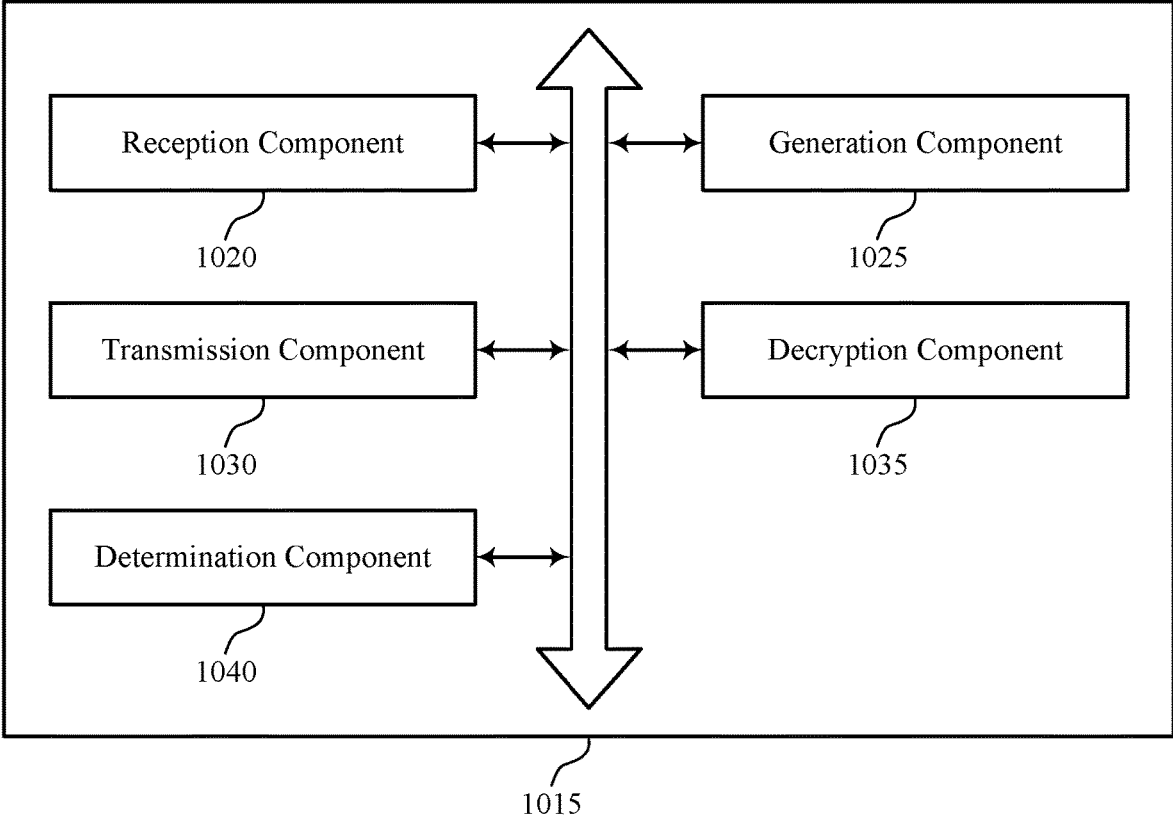 Reception Component
Generation Component
1020
1025
Transmission Component
Decryption Component
1030
1035
Determination Component
1040
1015